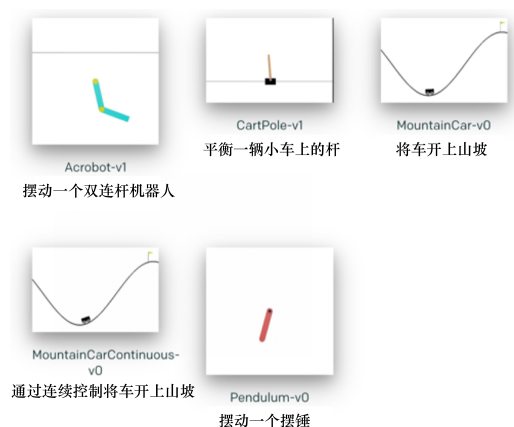 Acrobot-v1
摆动一个双连杆机器人
CartPole-v1
平衡一辆小车上的杆
MountainCar-v0
将车开上山坡
MountainCarContinuous-
v0
通过连续控制将车开上山坡
Pendulum-v0
摆动一个摆锤